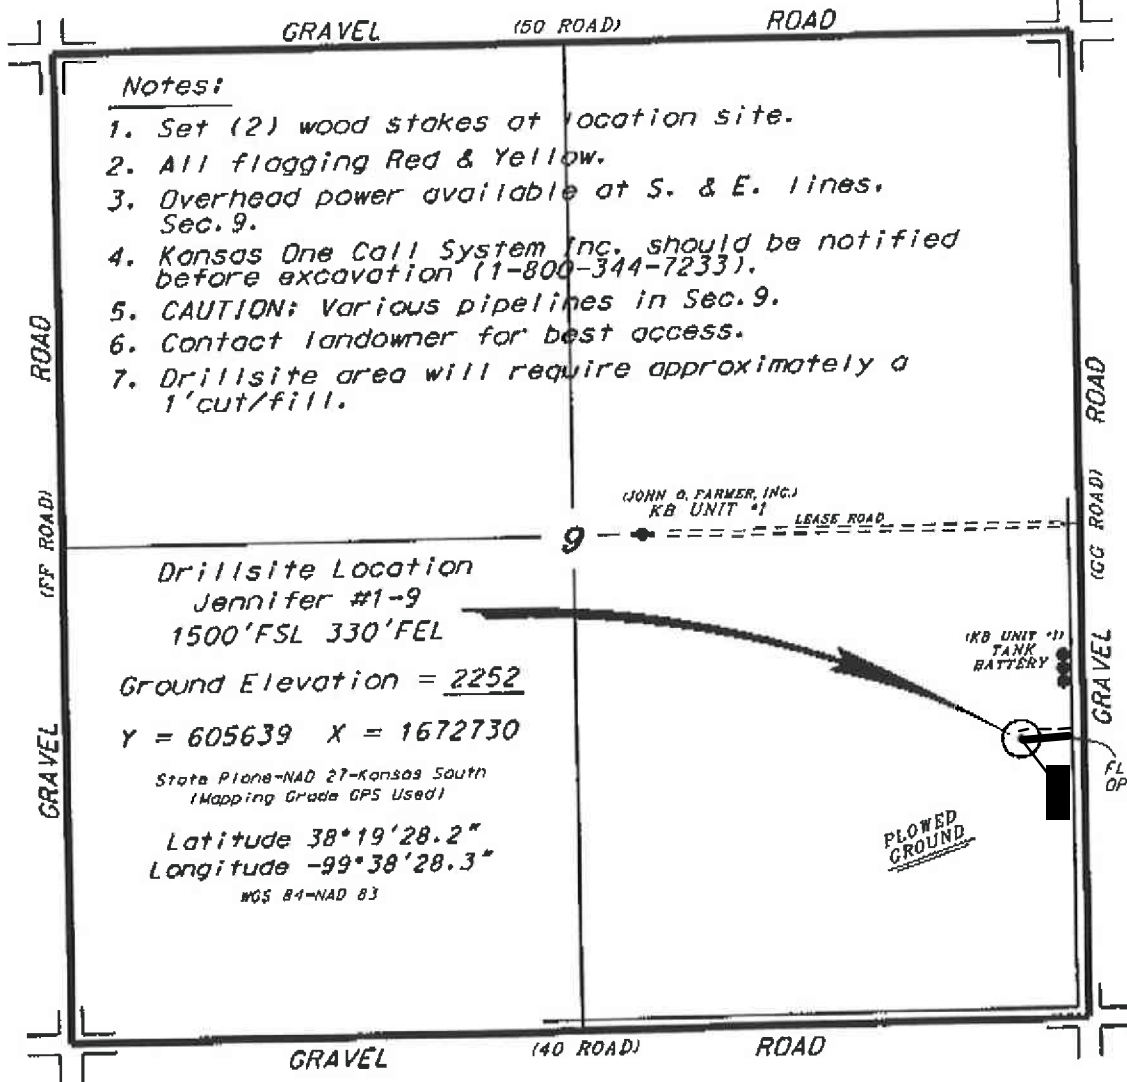 GRAVEL (50 ROAD) ROAD
Notes:
1. Set (2) wood stakes at location site.
2. All flagging Red & Yellow.
3. Overhead power available at S. & E. lines,
Sec. 9.
4. Kansas One Call System Inc. should be notified
before excavation (1-800-344-7233).
5. CAUTION: Various pipelines in Sec. 9.
6. Contact landowner for best access.
7. Drillsite area will require approximately a
1'cut/fill.
ROAD
(FF ROAD)
GRAVEL
ROAD
(GG ROAD)
GRAVEL
(JOHN O. FARMER, INC.)
KB UNIT #1
LEASE ROAD
9
Drillsite Location
Jennifer #1-9
1500'FSL 330'FEL
Ground Elevation = 2252
Y = 605639 X = 1672730
State Plane-NAD 27-Kansas South
(Mapping Grade GPS Used)
Latitude 38°19'28.2"
Longitude -99°38'28.3"
WGS 84-NAD 83
(KB UNIT #1)
TANK
BATTERY
FL
OP
PLOWED
GROUND
GRAVEL (40 ROAD) ROAD